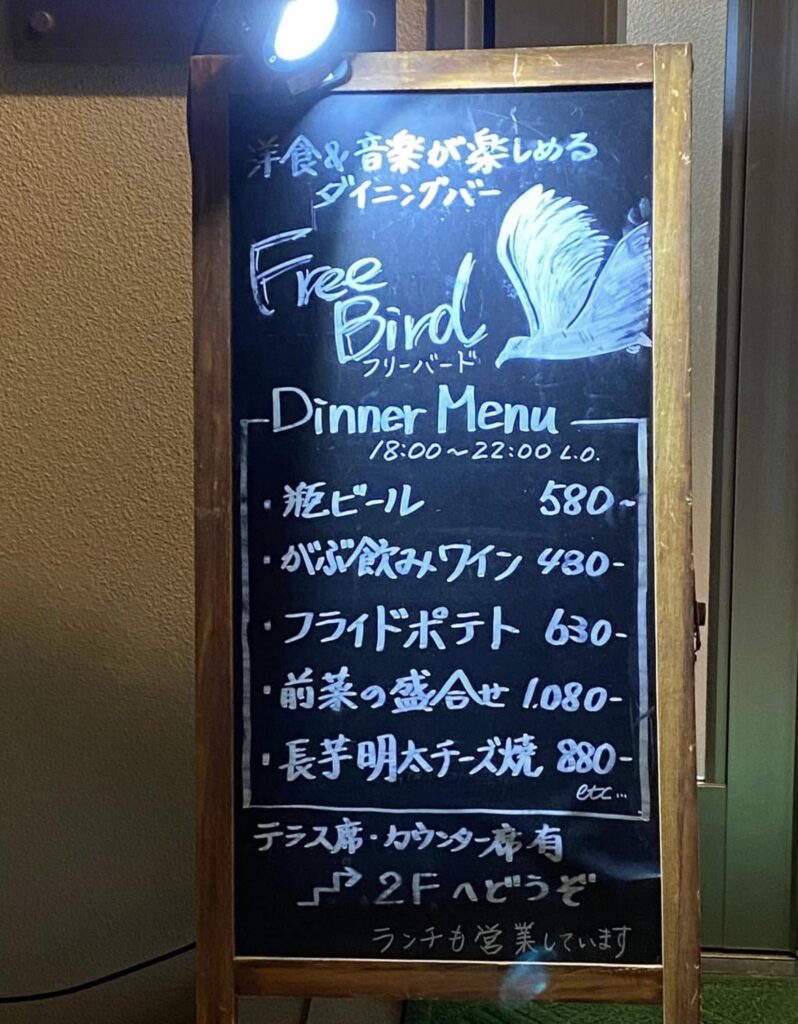 洋食&音楽が楽しめる
ダイニングバー
Free
Bird
フリーバード
Dinner Menu
18:00~22:00 L.O.
・瓶ビール 580~
・がぶ飲みワイン 480-
・フライドポテト 630-
・前菜の盛合せ 1.080-
・長芋明太チーズ焼 880-
etc...
テラス席・カウンター席有
2Fへどうぞ
ランチも営業しています